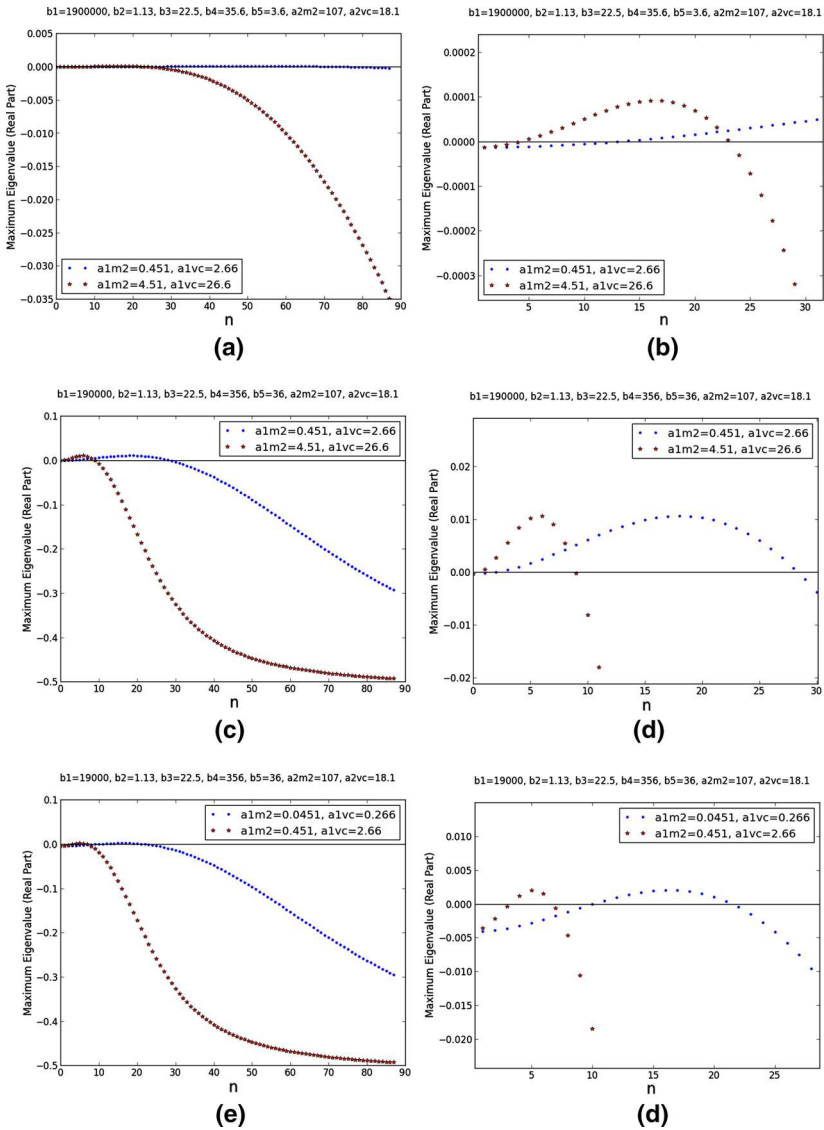 b1=1900000, b2=1.13, b3=22.5, b4=35.6, b5=3.6, a2m2=107, a2vc=18.1
Maximum Eigenvalue (Real Part)
0.005
0.000
−0.005
−0.010
−0.015
−0.020
−0.025
−0.030
−0.035
a1m2=0.451, a1vc=2.66
a1m2=4.51, a1vc=26.6
0 10 20 30 40 50 60 70 80 90
n
(a)
b1=1900000, b2=1.13, b3=22.5, b4=35.6, b5=3.6, a2m2=107, a2vc=18.1
Maximum Eigenvalue (Real Part)
0.0002
0.0001
0.0000
−0.0001
−0.0002
−0.0003
a1m2=0.451, a1vc=2.66
a1m2=4.51, a1vc=26.6
5 10 15 20 25 30
n
(b)
b1=190000, b2=1.13, b3=22.5, b4=356, b5=36, a2m2=107, a2vc=18.1
Maximum Eigenvalue (Real Part)
0.1
0.0
−0.1
−0.2
−0.3
−0.4
−0.5
a1m2=0.451, a1vc=2.66
a1m2=4.51, a1vc=26.6
0 10 20 30 40 50 60 70 80 90
n
(c)
b1=190000, b2=1.13, b3=22.5, b4=356, b5=36, a2m2=107, a2vc=18.1
Maximum Eigenvalue (Real Part)
0.02
0.01
0.00
−0.01
−0.02
a1m2=0.451, a1vc=2.66
a1m2=4.51, a1vc=26.6
0 5 10 15 20 25 30
n
(d)
b1=19000, b2=1.13, b3=22.5, b4=356, b5=36, a2m2=107, a2vc=18.1
Maximum Eigenvalue (Real Part)
0.1
0.0
−0.1
−0.2
−0.3
−0.4
−0.5
a1m2=0.0451, a1vc=0.266
a1m2=0.451, a1vc=2.66
0 10 20 30 40 50 60 70 80 90
n
(e)
b1=19000, b2=1.13, b3=22.5, b4=356, b5=36, a2m2=107, a2vc=18.1
Maximum Eigenvalue (Real Part)
0.010
0.005
0.000
−0.005
−0.010
−0.015
−0.020
a1m2=0.0451, a1vc=0.266
a1m2=0.451, a1vc=2.66
5 10 15 20 25
n
(d)